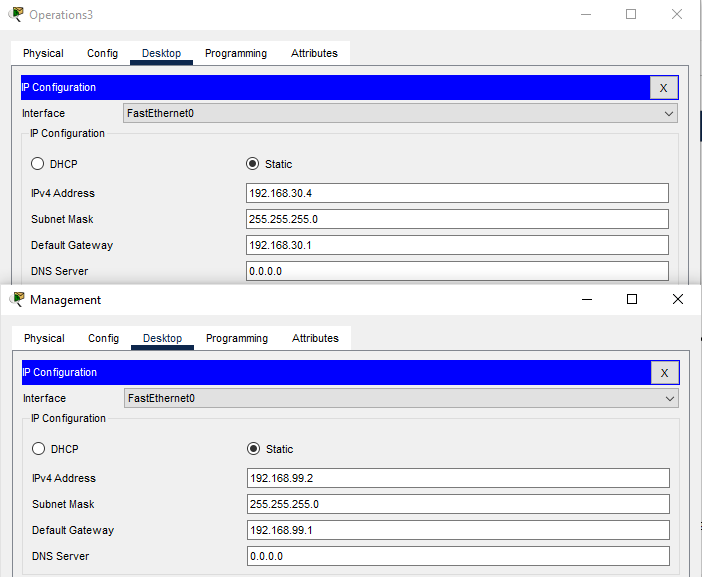 Operations3
Physical Config Desktop Programming Attributes
IP Configuration X
Interface FastEthernet0
IP Configuration
DHCP Static
IPv4 Address 192.168.30.4
Subnet Mask 255.255.255.0
Default Gateway 192.168.30.1
DNS Server 0.0.0.0
Management
Physical Config Desktop Programming Attributes
IP Configuration X
Interface FastEthernet0
IP Configuration
DHCP Static
IPv4 Address 192.168.99.2
Subnet Mask 255.255.255.0
Default Gateway 192.168.99.1
DNS Server 0.0.0.0